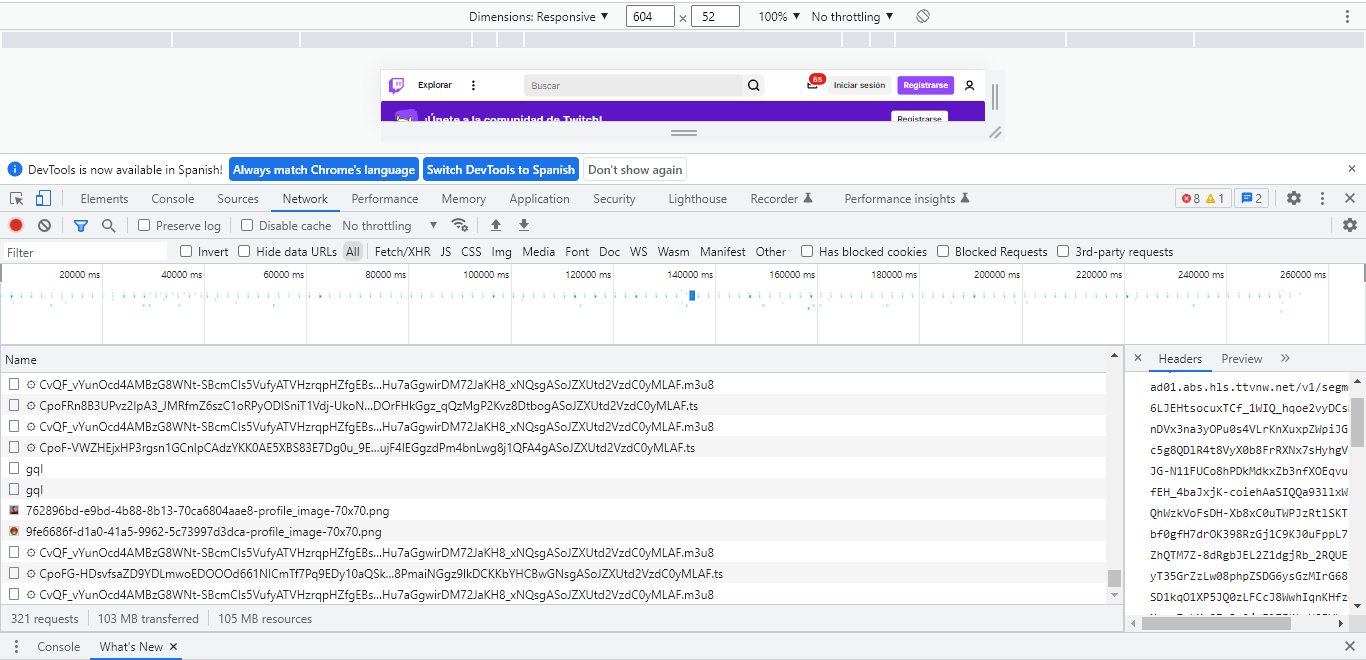 Dimensions: Responsive ▼ 604 × 52 100% ▼ No throttling ▼
Explorar Buscar 65 Iniciar sesión Registrarse
¡Únete a la comunidad de Twitch! Registrarse
DevTools is now available in Spanish! Always match Chrome's language Switch DevTools to Spanish Don't show again ×
Elements Console Sources Network Performance Memory Application Security Lighthouse Recorder Performance insights 8 1 2
Preserve log Disable cache No throttling ▼
Filter Invert Hide data URLs All Fetch/XHR JS CSS Img Media Font Doc WS Wasm Manifest Other Has blocked cookies Blocked Requests 3rd-party requests
20000 ms 40000 ms 60000 ms 80000 ms 100000 ms 120000 ms 140000 ms 160000 ms 180000 ms 200000 ms 220000 ms 240000 ms 260000 ms
Name
CvQF_vYunOcd4AMBzG8WNt-SBcmCIs5VufyATVHzrqpHZfgEBs...Hu7aGgwirDM72JaKH8_xNQsgASoJZXUtd2VzdC0yMLAF.m3u8
CpoFRn8B3UPvz2IpA3_JMRfmZ6szC1oRPyODISniT1Vdj-UkoN...DOrFHkGgz_qQzMgP2Kvz8DtbogASoJZXUtd2VzdC0yMLAF.ts
CvQF_vYunOcd4AMBzG8WNt-SBcmCIs5VufyATVHzrqpHZfgEBs...Hu7aGgwirDM72JaKH8_xNQsgASoJZXUtd2VzdC0yMLAF.m3u8
CpoF-VWZHEjxHP3rgsn1GCnlpCAdzYKK0AE5XBS83E7Dg0u_9E...ujF4IEGgzdPm4bnLwg8j1QFA4gASoJZXUtd2VzdC0yMLAF.ts
gql
gql
762896bd-e9bd-4b88-8b13-70ca6804aae8-profile_image-70x70.png
9fe6686f-d1a0-41a5-9962-5c73997d3dca-profile_image-70x70.png
CvQF_vYunOcd4AMBzG8WNt-SBcmCIs5VufyATVHzrqpHZfgEBs...Hu7aGgwirDM72JaKH8_xNQsgASoJZXUtd2VzdC0yMLAF.m3u8
CpoFG-HDsvfsaZD9YDLmwoEDOOOd661NICmTf7Pq9EDy10aQSk...8PmaiNGgz9IkDCKKbYHCBwGNsgASoJZXUtd2VzdC0yMLAF.ts
CvQF_vYunOcd4AMBzG8WNt-SBcmCIs5VufyATVHzrqpHZfgEBs...Hu7aGgwirDM72JaKH8_xNQsgASoJZXUtd2VzdC0yMLAF.m3u8
321 requests 103 MB transferred 105 MB resources
× Headers Preview »
ad01.abs.hls.ttvnw.net/v1/segm
6LJEHtsocuxTCf_1WIQ_hqoe2vyDCs
nDVx3na3yOPu0s4VLrKnXuxpZWpiJG
c5g8QDlR4t8VyX0b8FrRXNx7sHyhgV
JG-N11FUCo8hPDkMdkxZb3nfXOEqvu
fEH_4baJxjK-coiehAaSIQQa93llxW
QhWzkVoFsDH-Xb8xC0uTWPJzRtlSKT
bf0gfH7drOK398RzGj1C9KJ0uFppL7
ZhQTM7Z-8dRgbJEL2Z1dgjRb_2RQUE
yT35GrZzLw08phpZSDG6ysGzMIrG68
SD1kqO1XP5JQ0zLFCcJ8WwhIqnKHfz
Console What's New ×